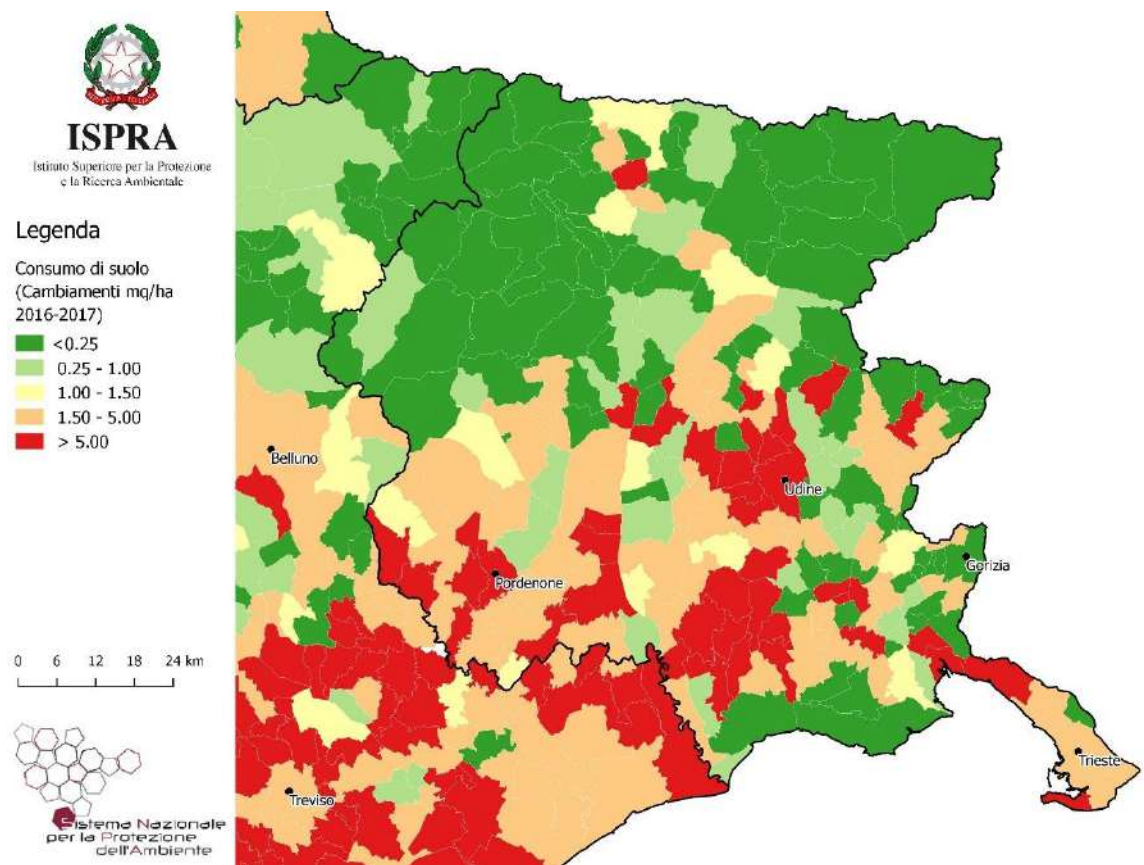 ISPRA
Istituto Superiore per la Protezione
e la Ricerca Ambientale
Legenda
Consumo di suolo
(Cambiamenti mq/ha
2016-2017)
<0.25
0.25 - 1.00
1.00 - 1.50
1.50 - 5.00
> 5.00
Belluno
Udine
Gorizia
Pordenone
Trieste
Treviso
0 6 12 18 24 km
Sistema Nazionale
per la Protezione
dell'Ambiente